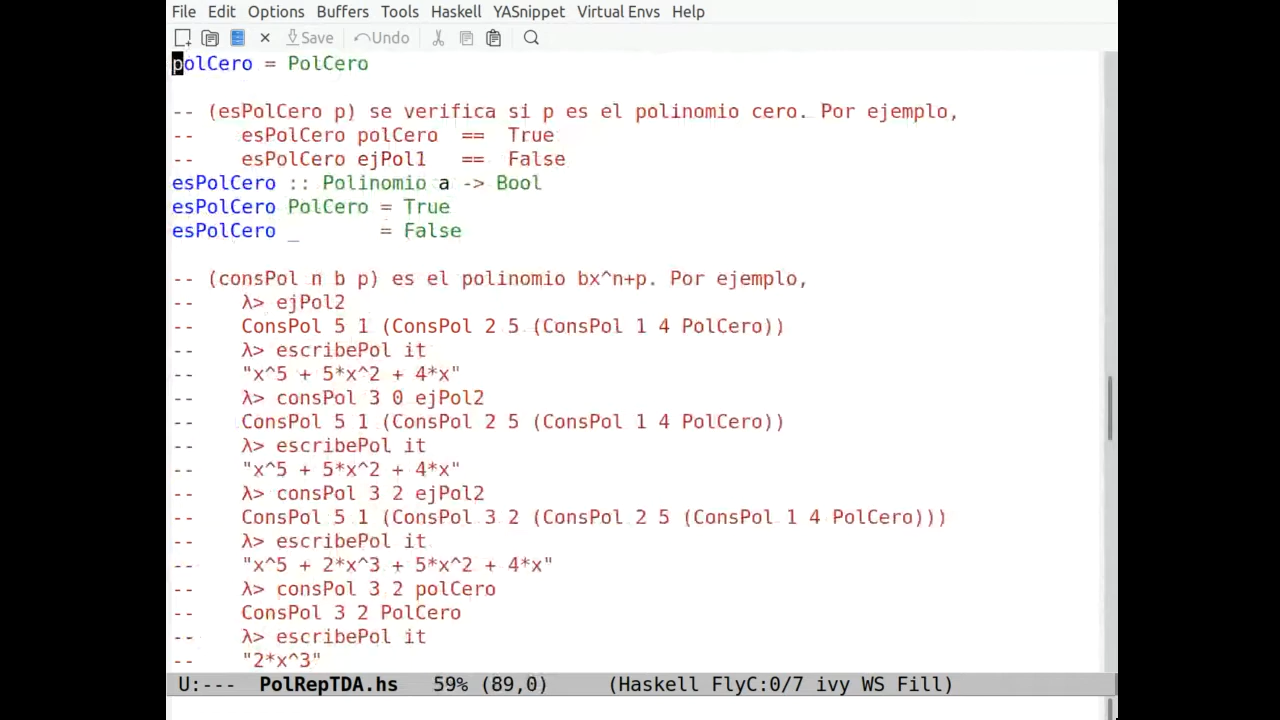 File Edit Options Buffers Tools Haskell YASnippet Virtual Envs Help
Save Undo
polCero = PolCero
-- (esPolCero p) se verifica si p es el polinomio cero. Por ejemplo,
--    esPolCero polCero  ==  True
--    esPolCero ejPol1   ==  False
esPolCero :: Polinomio a -> Bool
esPolCero PolCero = True
esPolCero _       = False
-- (consPol n b p) es el polinomio bx^n+p. Por ejemplo,
--    λ> ejPol2
--    ConsPol 5 1 (ConsPol 2 5 (ConsPol 1 4 PolCero))
--    λ> escribePol it
--    "x^5 + 5*x^2 + 4*x"
--    λ> consPol 3 0 ejPol2
--    ConsPol 5 1 (ConsPol 2 5 (ConsPol 1 4 PolCero))
--    λ> escribePol it
--    "x^5 + 5*x^2 + 4*x"
--    λ> consPol 3 2 ejPol2
--    ConsPol 5 1 (ConsPol 3 2 (ConsPol 2 5 (ConsPol 1 4 PolCero)))
--    λ> escribePol it
--    "x^5 + 2*x^3 + 5*x^2 + 4*x"
--    λ> consPol 3 2 polCero
--    ConsPol 3 2 PolCero
--    λ> escribePol it
--    "2*x^3"
U:---  PolRepTDA.hs   59% (89,0)     (Haskell FlyC:0/7 ivy WS Fill)